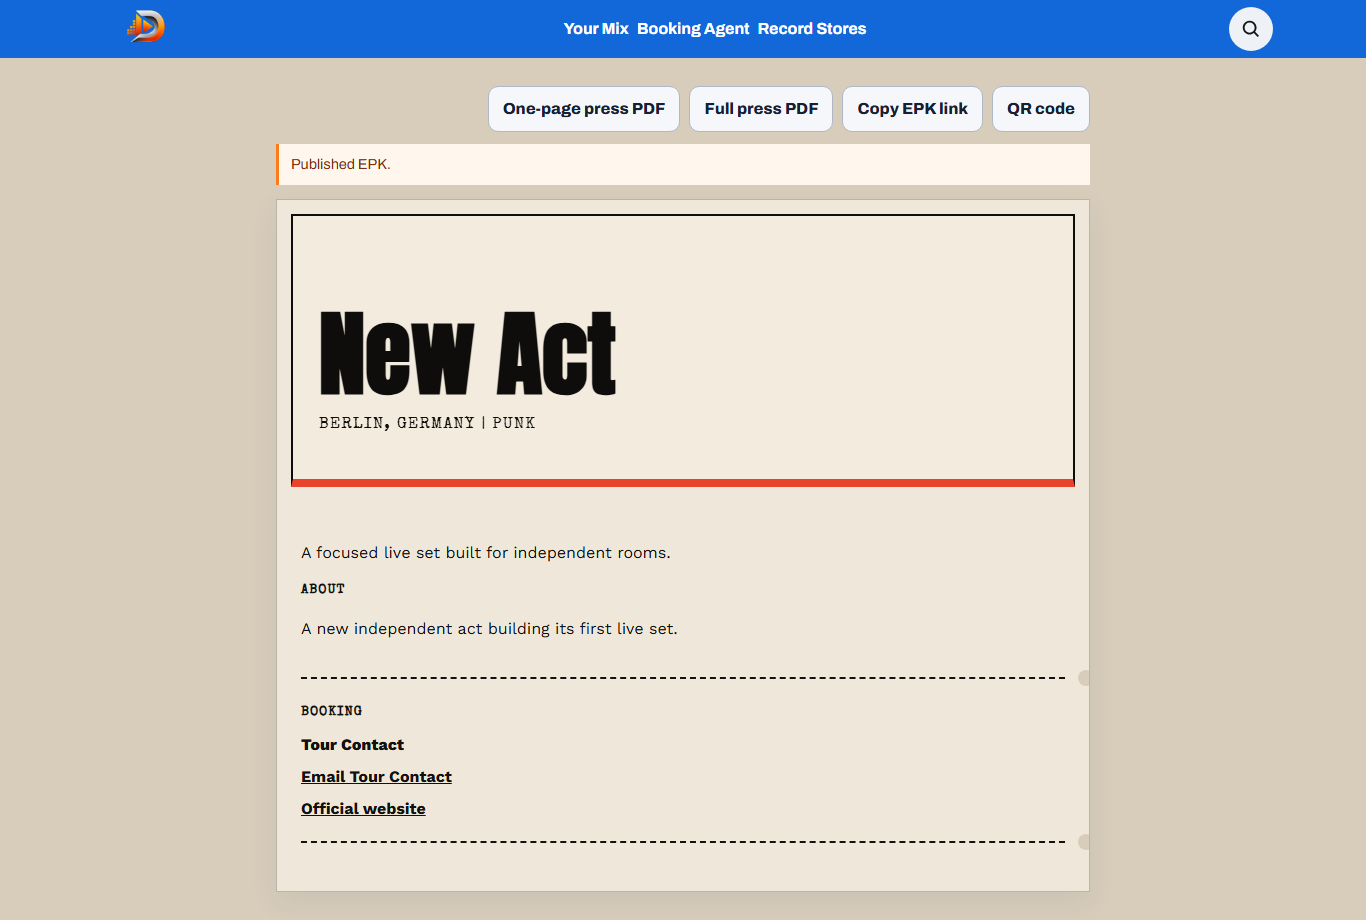 Your Mix Booking Agent Record Stores
One-page press PDF
Full press PDF
Copy EPK link
QR code
Published EPK.
New Act
BERLIN, GERMANY | PUNK
A focused live set built for independent rooms.
ABOUT
A new independent act building its first live set.
BOOKING
Tour Contact
Email Tour Contact
Official website